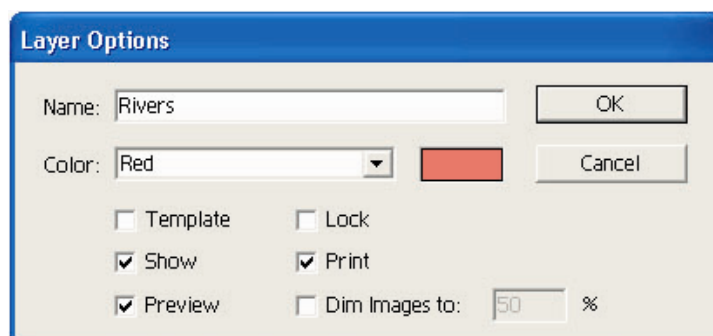 Layer Options
Name: Rivers OK
Color: Red Cancel
Template Lock
Show Print
Preview Dim Images to: 50 %